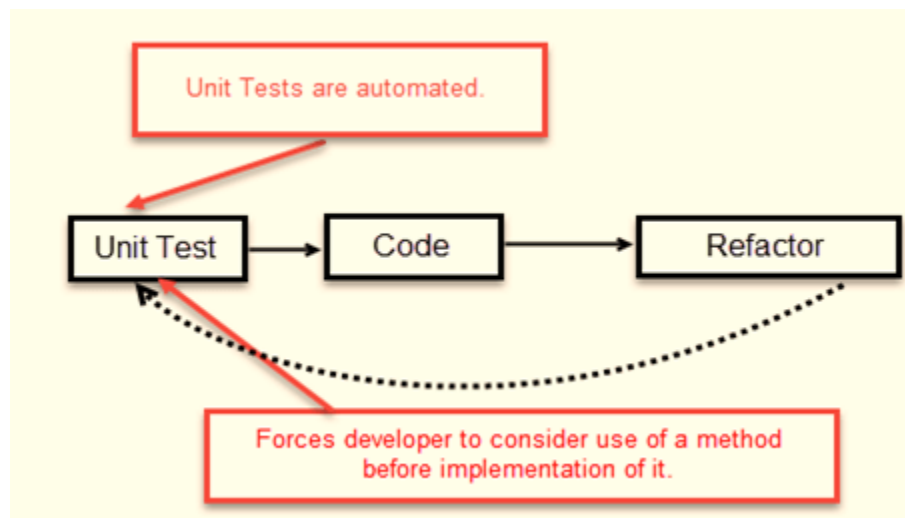 Unit Tests are automated.
Unit Test
Code
Refactor
Forces developer to consider use of a method
before implementation of it.